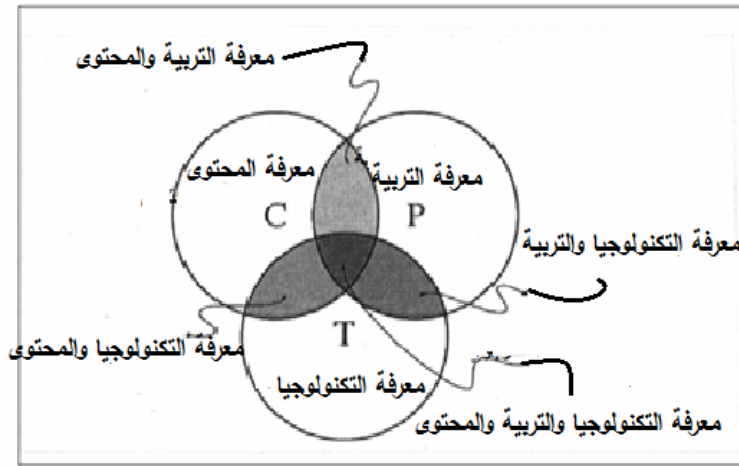 معرفة التربية والمحتوى
معرفة المحتوى
معرفة التربية
C
P
معرفة التكنولوجيا والتربية
T
معرفة التكنولوجيا والمحتوى
معرفة التكنولوجيا
معرفة التكنولوجيا والتربية والمحتوى